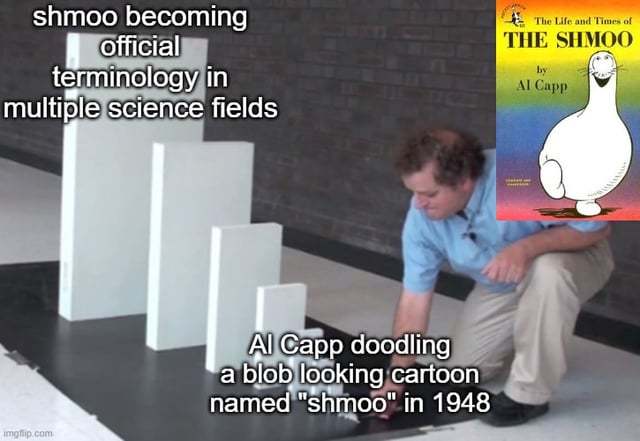 shmoo becoming
official
terminology in
multiple science fields
The Life and Times of
THE SHMOO
by
Al Capp
Al Capp doodling
a blob looking cartoon
named "shmoo" in 1948
imgflip.com